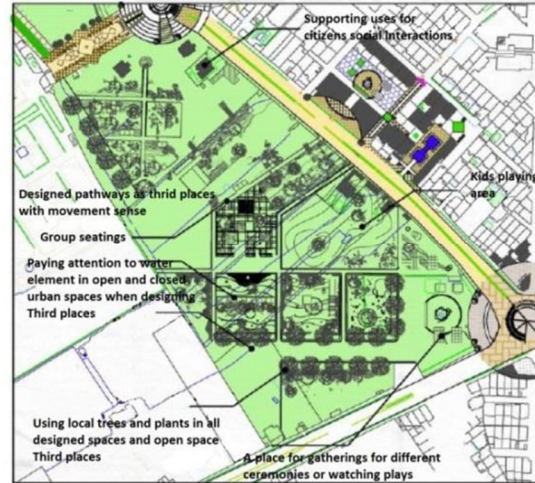 Supporting uses for
citizens social interactions
Kids playing
area
Designed pathways as thrid places
with movement sense
Group seatings
Paying attention to water
element in open and closed
urban spaces when designing
Third places
Using local trees and plants in all
designed spaces and open space
Third places
A place for gatherings for different
ceremonies or watching plays